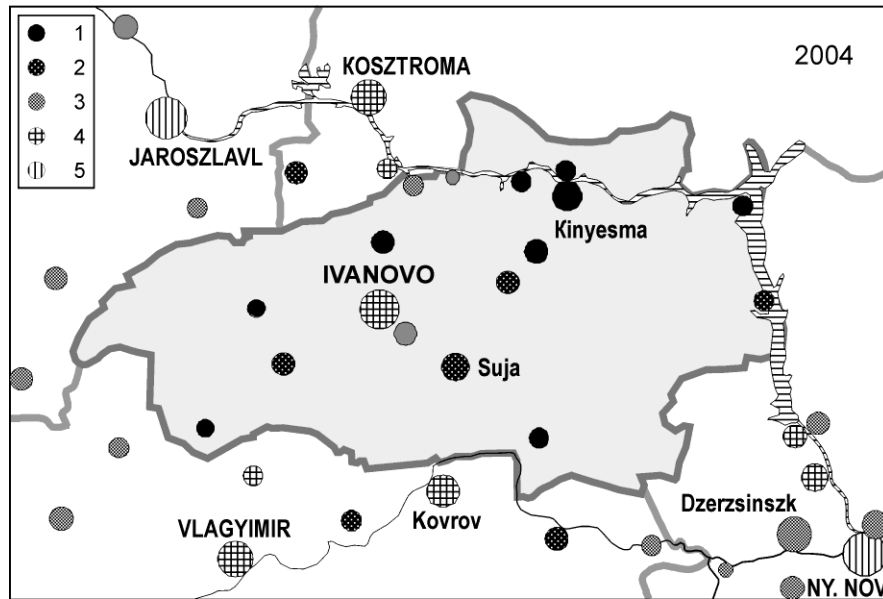 1
2
3
4
5
2004
KOSZTROMA
JAROSZLAVL
Kinyesma
IVANOVO
Suja
Dzerzsinszk
Kovrov
VLAGYIMIR
NY. NOV